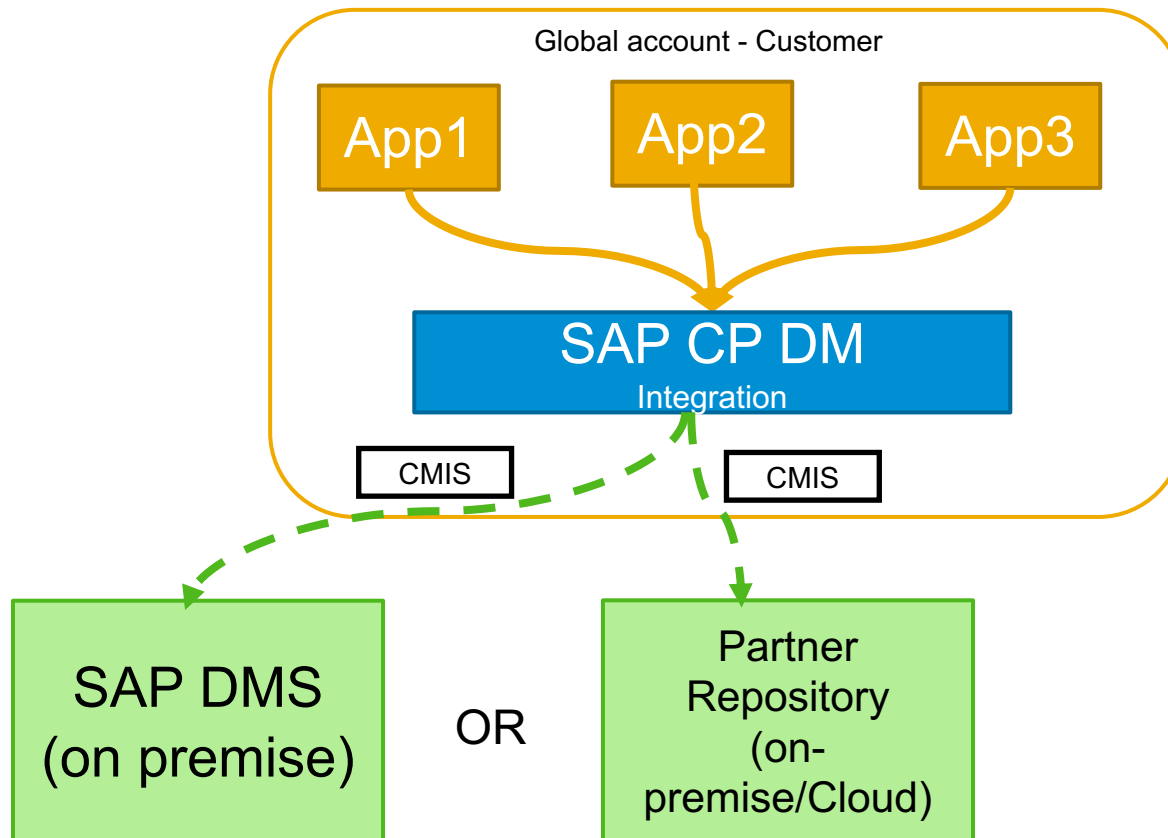 Global account - Customer
App1
App2
App3
SAP CP DM
Integration
CMIS
CMIS
SAP DMS
(on premise)
OR
Partner
Repository
(on-
premise/Cloud)